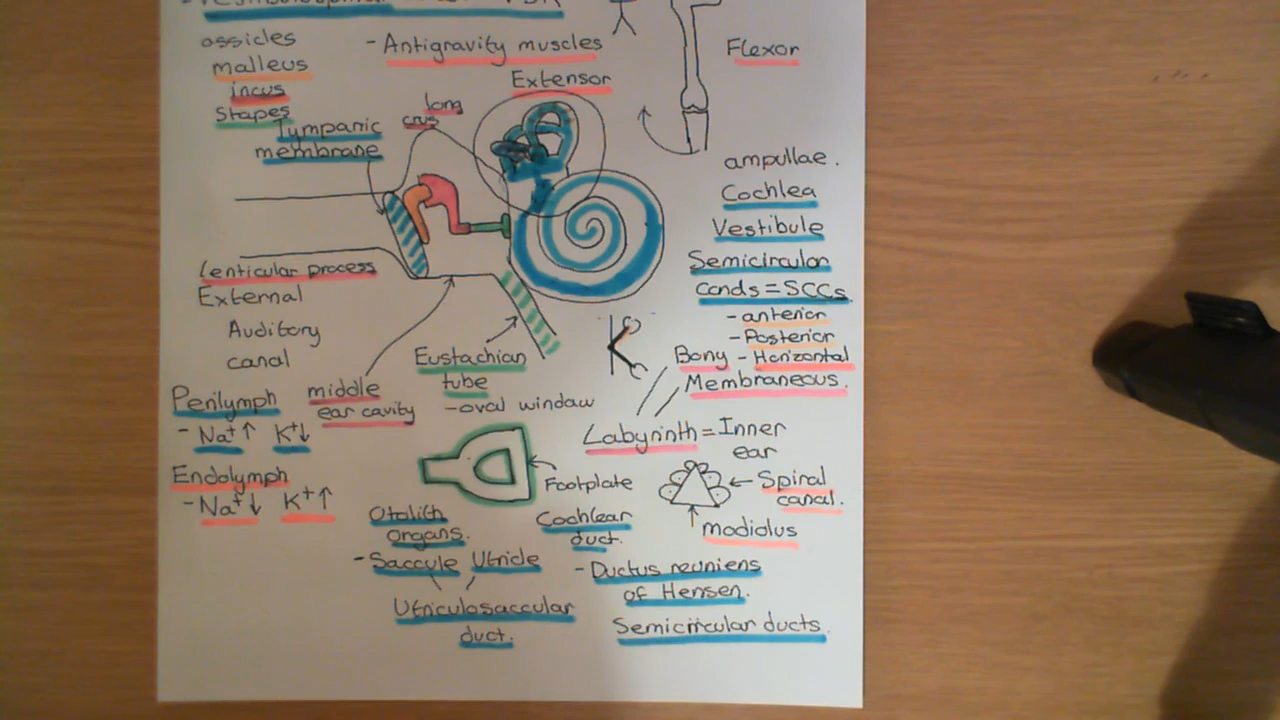 ossicles
malleus
incus
stapes
- Antigravity muscles
Extensor
Flexor
Tympanic
membrane
long
crus
ampullae.
Cochlea
Vestibule
Semicircular
canals = SCCs
- anterior
- Posterior
- Horizontal
Bony
Membraneous.
Lenticular process
External
Auditory
canal
Eustachian
tube
- oval window
middle
ear cavity
Perilymph
- Na+↑ K+↓
Endolymph
- Na+↓ K+↑
Labyrinth = Inner
ear
Footplate
Spiral
canal.
modiolus
Otolith
organs.
- Saccule Utricle
Utriculosaccular
duct.
Cochlear
duct.
- Ductus reuniens
of Hensen.
Semicircular ducts.